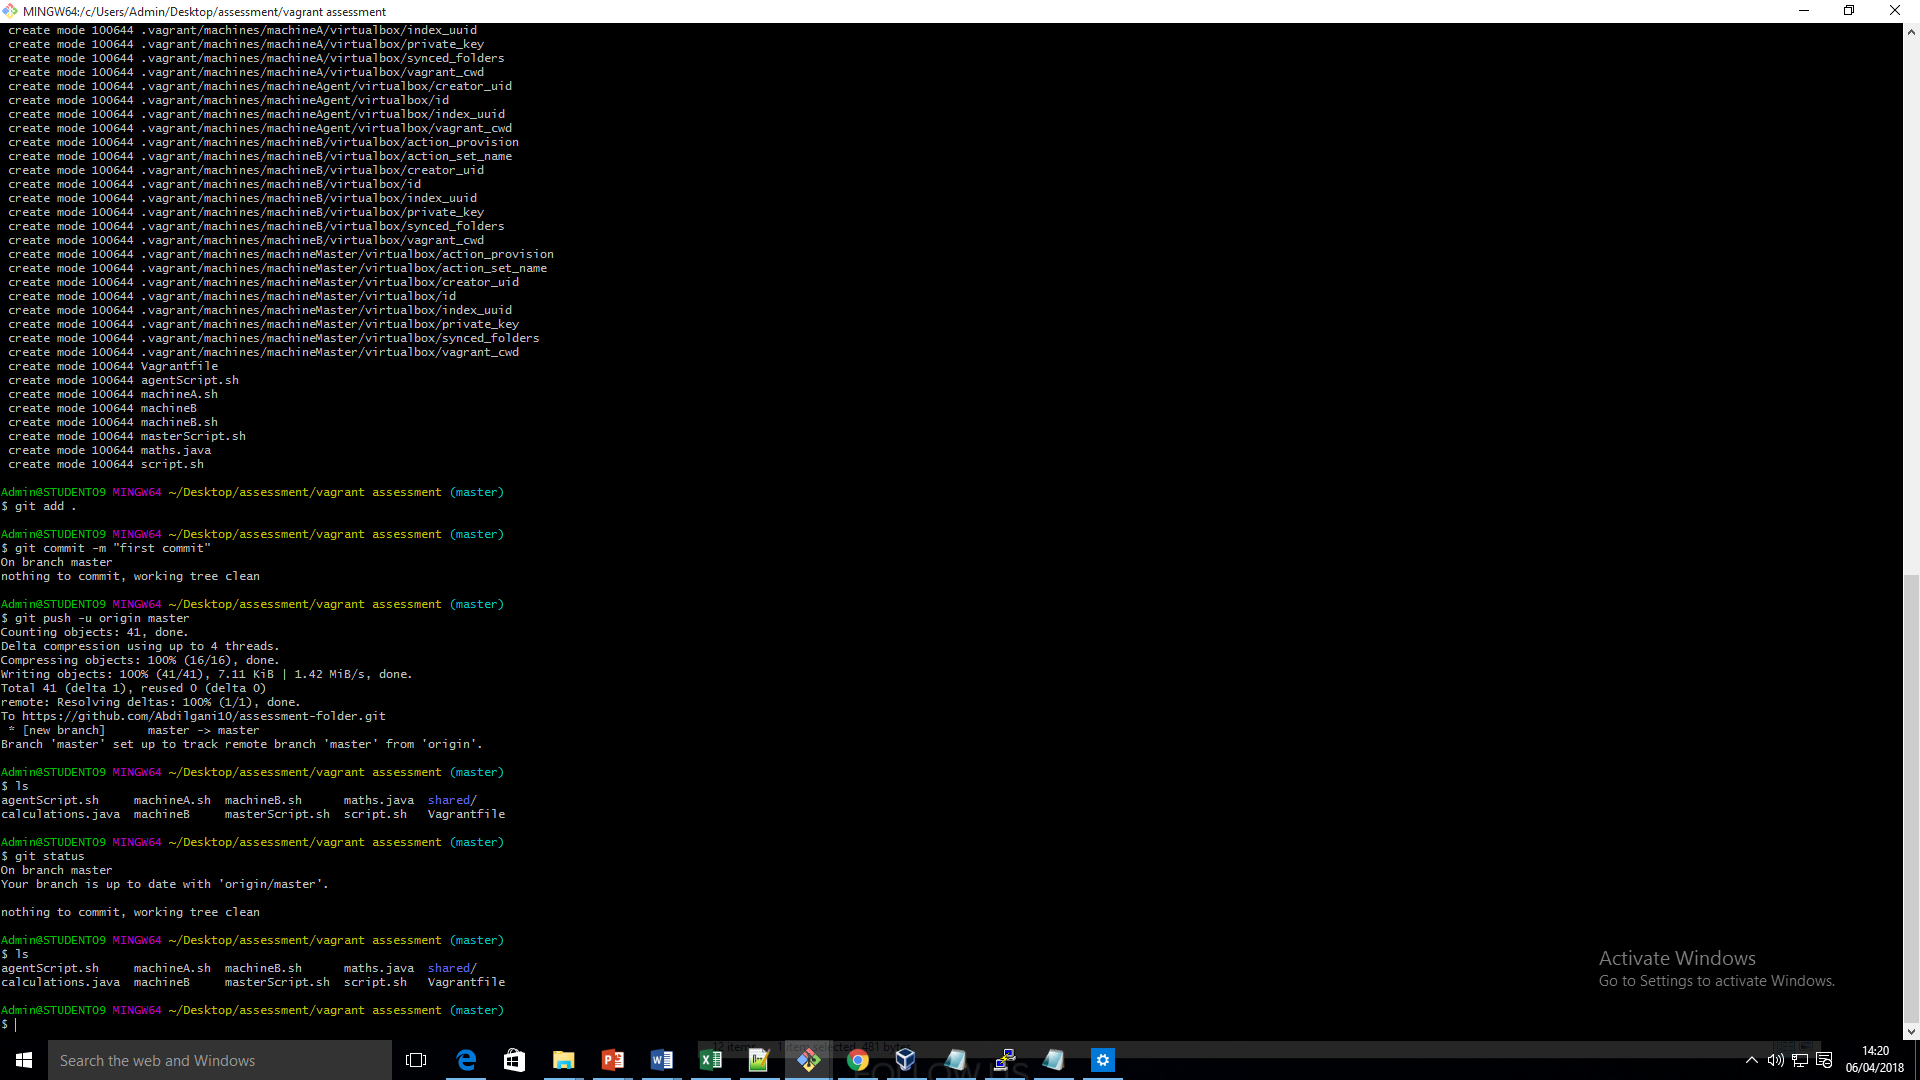 MINGW64:/c/Users/Admin/Desktop/assessment/vagrant assessment
create mode 100644 .vagrant/machines/machineA/virtualbox/index_uuid
create mode 100644 .vagrant/machines/machineA/virtualbox/private_key
create mode 100644 .vagrant/machines/machineA/virtualbox/synced_folders
create mode 100644 .vagrant/machines/machineA/virtualbox/vagrant_cwd
create mode 100644 .vagrant/machines/machineAgent/virtualbox/creator_uid
create mode 100644 .vagrant/machines/machineAgent/virtualbox/id
create mode 100644 .vagrant/machines/machineAgent/virtualbox/index_uuid
create mode 100644 .vagrant/machines/machineAgent/virtualbox/vagrant_cwd
create mode 100644 .vagrant/machines/machineB/virtualbox/action_provision
create mode 100644 .vagrant/machines/machineB/virtualbox/action_set_name
create mode 100644 .vagrant/machines/machineB/virtualbox/creator_uid
create mode 100644 .vagrant/machines/machineB/virtualbox/id
create mode 100644 .vagrant/machines/machineB/virtualbox/index_uuid
create mode 100644 .vagrant/machines/machineB/virtualbox/private_key
create mode 100644 .vagrant/machines/machineB/virtualbox/synced_folders
create mode 100644 .vagrant/machines/machineB/virtualbox/vagrant_cwd
create mode 100644 .vagrant/machines/machineMaster/virtualbox/action_provision
create mode 100644 .vagrant/machines/machineMaster/virtualbox/action_set_name
create mode 100644 .vagrant/machines/machineMaster/virtualbox/creator_uid
create mode 100644 .vagrant/machines/machineMaster/virtualbox/id
create mode 100644 .vagrant/machines/machineMaster/virtualbox/index_uuid
create mode 100644 .vagrant/machines/machineMaster/virtualbox/private_key
create mode 100644 .vagrant/machines/machineMaster/virtualbox/synced_folders
create mode 100644 .vagrant/machines/machineMaster/virtualbox/vagrant_cwd
create mode 100644 Vagrantfile
create mode 100644 agentScript.sh
create mode 100644 machineA.sh
create mode 100644 machineB
create mode 100644 machineB.sh
create mode 100644 masterScript.sh
create mode 100644 maths.java
create mode 100644 script.sh
Admin@STUDENT09 MINGW64 ~/Desktop/assessment/vagrant assessment (master)
$ git add .
Admin@STUDENT09 MINGW64 ~/Desktop/assessment/vagrant assessment (master)
$ git commit -m "first commit"
On branch master
nothing to commit, working tree clean
Admin@STUDENT09 MINGW64 ~/Desktop/assessment/vagrant assessment (master)
$ git push -u origin master
Counting objects: 41, done.
Delta compression using up to 4 threads.
Compressing objects: 100% (16/16), done.
Writing objects: 100% (41/41), 7.11 KiB | 1.42 MiB/s, done.
Total 41 (delta 1), reused 0 (delta 0)
remote: Resolving deltas: 100% (1/1), done.
To https://github.com/Abdilgani10/assessment-folder.git
* [new branch]      master -> master
Branch 'master' set up to track remote branch 'master' from 'origin'.
Admin@STUDENT09 MINGW64 ~/Desktop/assessment/vagrant assessment (master)
$ ls
agentScript.sh     machineA.sh  machineB.sh      maths.java  shared/
calculations.java  machineB     masterScript.sh  script.sh   Vagrantfile
Admin@STUDENT09 MINGW64 ~/Desktop/assessment/vagrant assessment (master)
$ git status
On branch master
Your branch is up to date with 'origin/master'.
nothing to commit, working tree clean
Admin@STUDENT09 MINGW64 ~/Desktop/assessment/vagrant assessment (master)
$ ls
agentScript.sh     machineA.sh  machineB.sh      maths.java  shared/
calculations.java  machineB     masterScript.sh  script.sh   Vagrantfile
Admin@STUDENT09 MINGW64 ~/Desktop/assessment/vagrant assessment (master)
$
Activate Windows
Go to Settings to activate Windows.
12 items 1 item selected 481 bytes
Search the web and Windows
FOLLOW US
14:20
06/04/2018